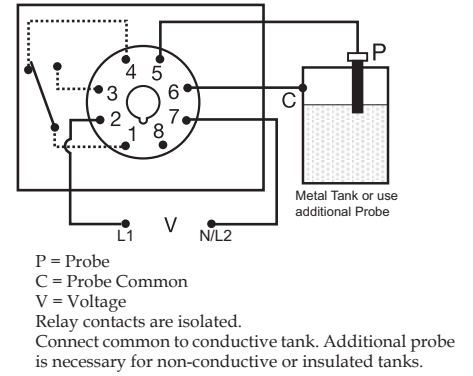 4 5
3 6
2 7
1 8
P
C
Metal Tank or use
additional Probe
L1 V N/L2
P = Probe
C = Probe Common
V = Voltage
Relay contacts are isolated.
Connect common to conductive tank. Additional probe
is necessary for non-conductive or insulated tanks.